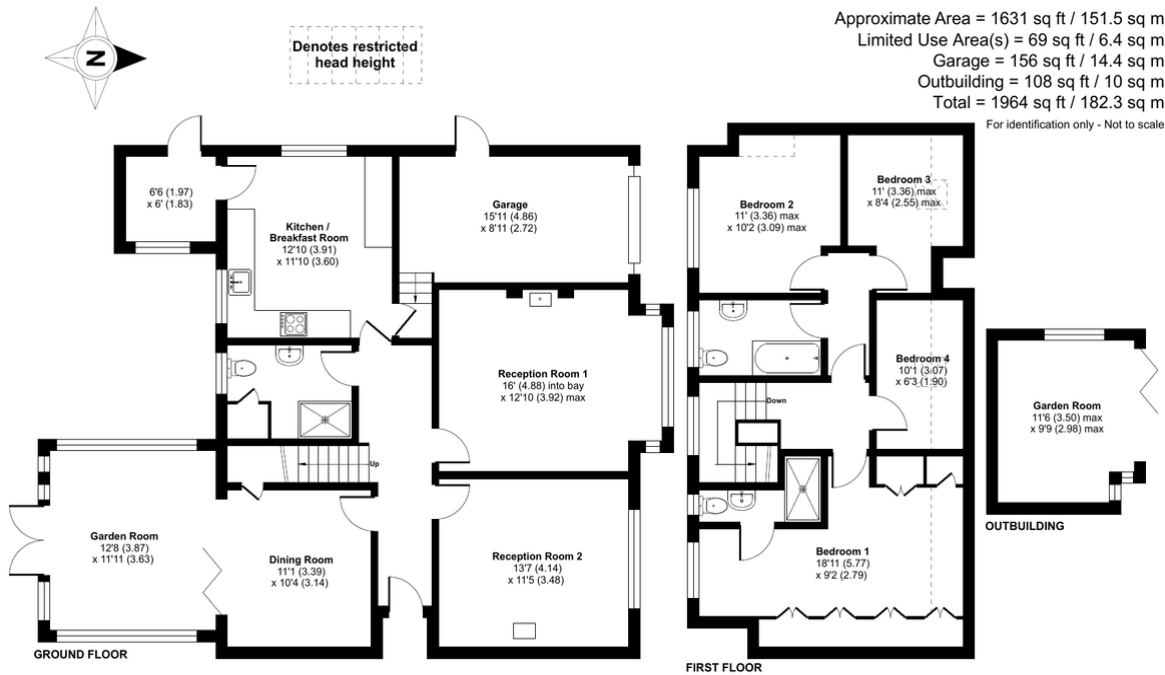 N
Denotes restricted
head height
Approximate Area = 1631 sq ft / 151.5 sq m
Limited Use Area(s) = 69 sq ft / 6.4 sq m
Garage = 156 sq ft / 14.4 sq m
Outbuilding = 108 sq ft / 10 sq m
Total = 1964 sq ft / 182.3 sq m
For identification only - Not to scale
6'6 (1.97)
x 6' (1.83)
Kitchen /
Breakfast Room
12'10 (3.91)
x 11'10 (3.60)
Garage
15'11 (4.86)
x 8'11 (2.72)
Reception Room 1
16' (4.88) into bay
x 12'10 (3.92) max
Up
Garden Room
12'8 (3.87)
x 11'11 (3.63)
Dining Room
11'1 (3.39)
x 10'4 (3.14)
Reception Room 2
13'7 (4.14)
x 11'5 (3.48)
GROUND FLOOR
Bedroom 2
11' (3.36) max
x 10'2 (3.09) max
Bedroom 3
11' (3.36) max
x 8'4 (2.55) max
Bedroom 4
10'1 (3.07)
x 6'3 (1.90)
Down
Bedroom 1
18'11 (5.77)
x 9'2 (2.79)
FIRST FLOOR
Garden Room
11'6 (3.50) max
x 9'9 (2.98) max
OUTBUILDING